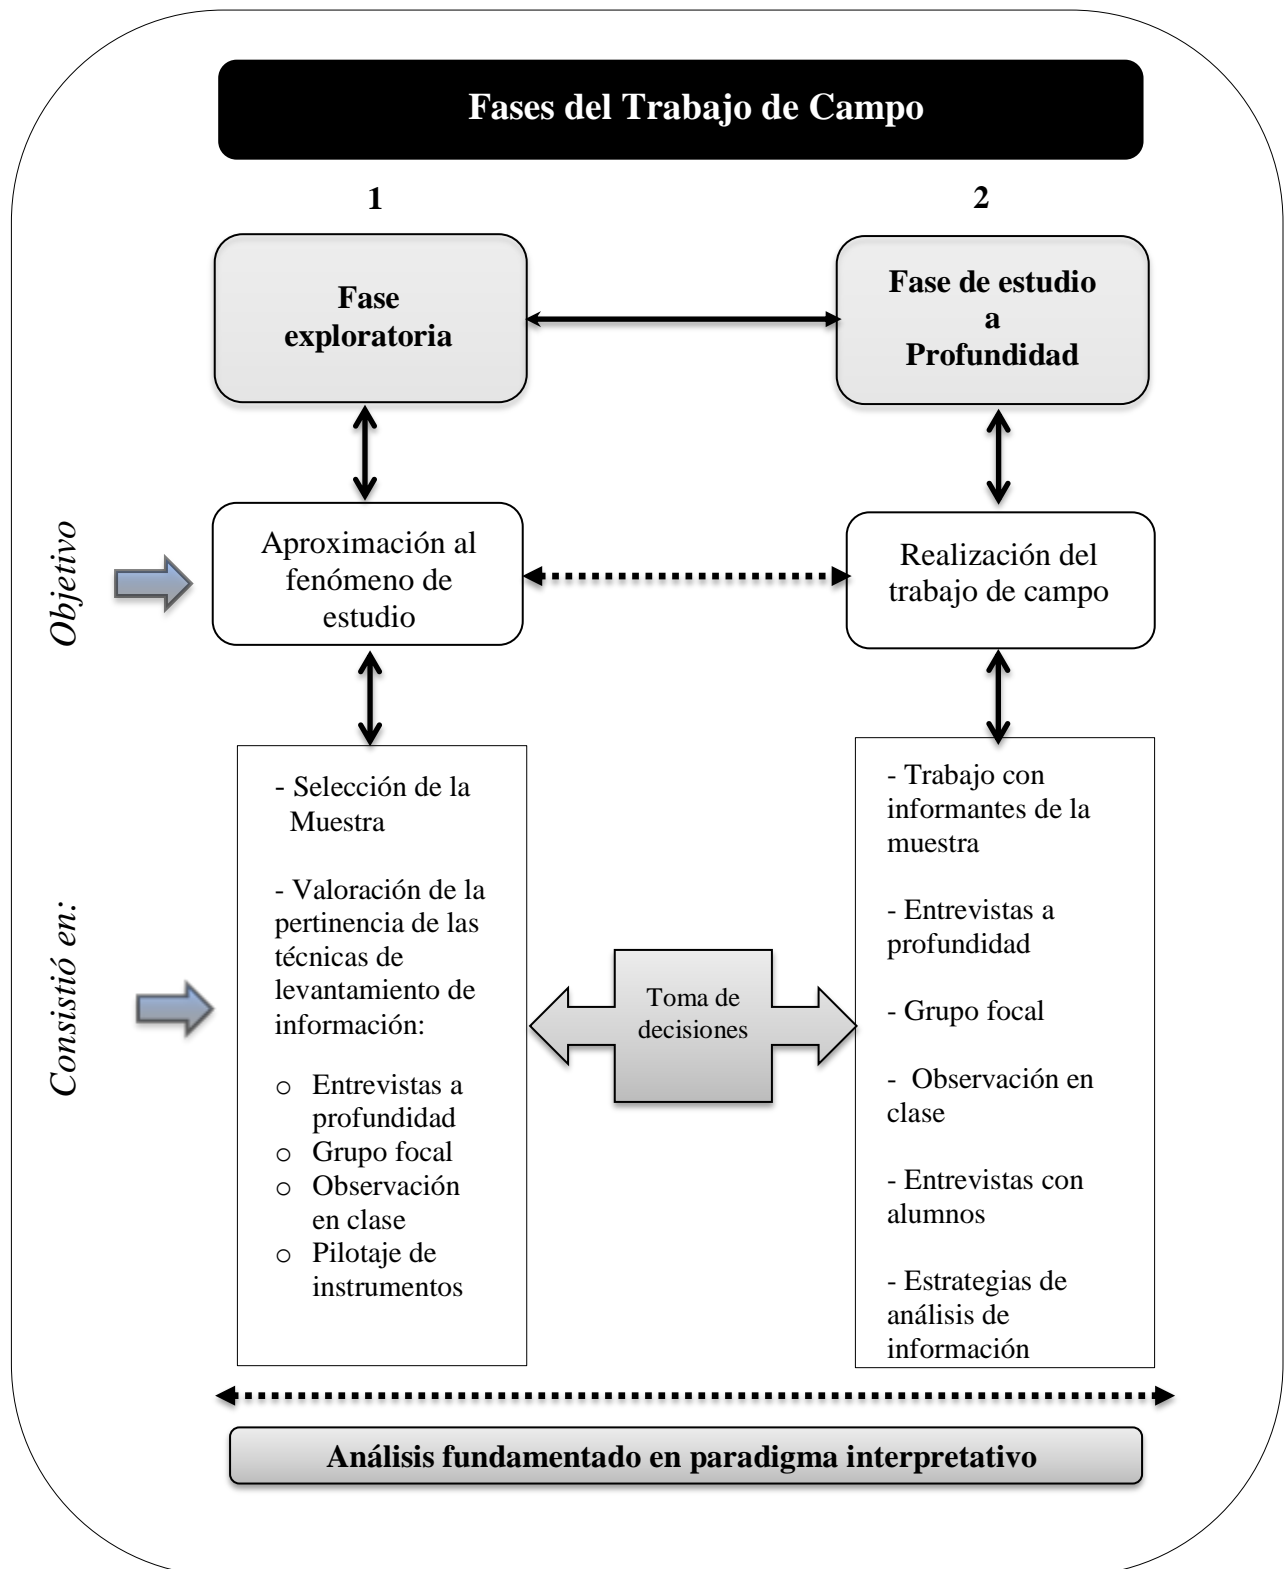 Fases del Trabajo de Campo
1
2
Fase
exploratoria
Fase de estudio
a
Profundidad
Objetivo
Aproximación al
fenómeno de
estudio
Realización del
trabajo de campo
Consistió en:
- Selección de la
Muestra
- Valoración de la
pertinencia de las
técnicas de
levantamiento de
información:
o Entrevistas a
profundidad
o Grupo focal
o Observación
en clase
o Pilotaje de
instrumentos
Toma de
decisiones
- Trabajo con
informantes de la
muestra
- Entrevistas a
profundidad
- Grupo focal
- Observación en
clase
- Entrevistas con
alumnos
- Estrategias de
análisis de
información
Análisis fundamentado en paradigma interpretativo